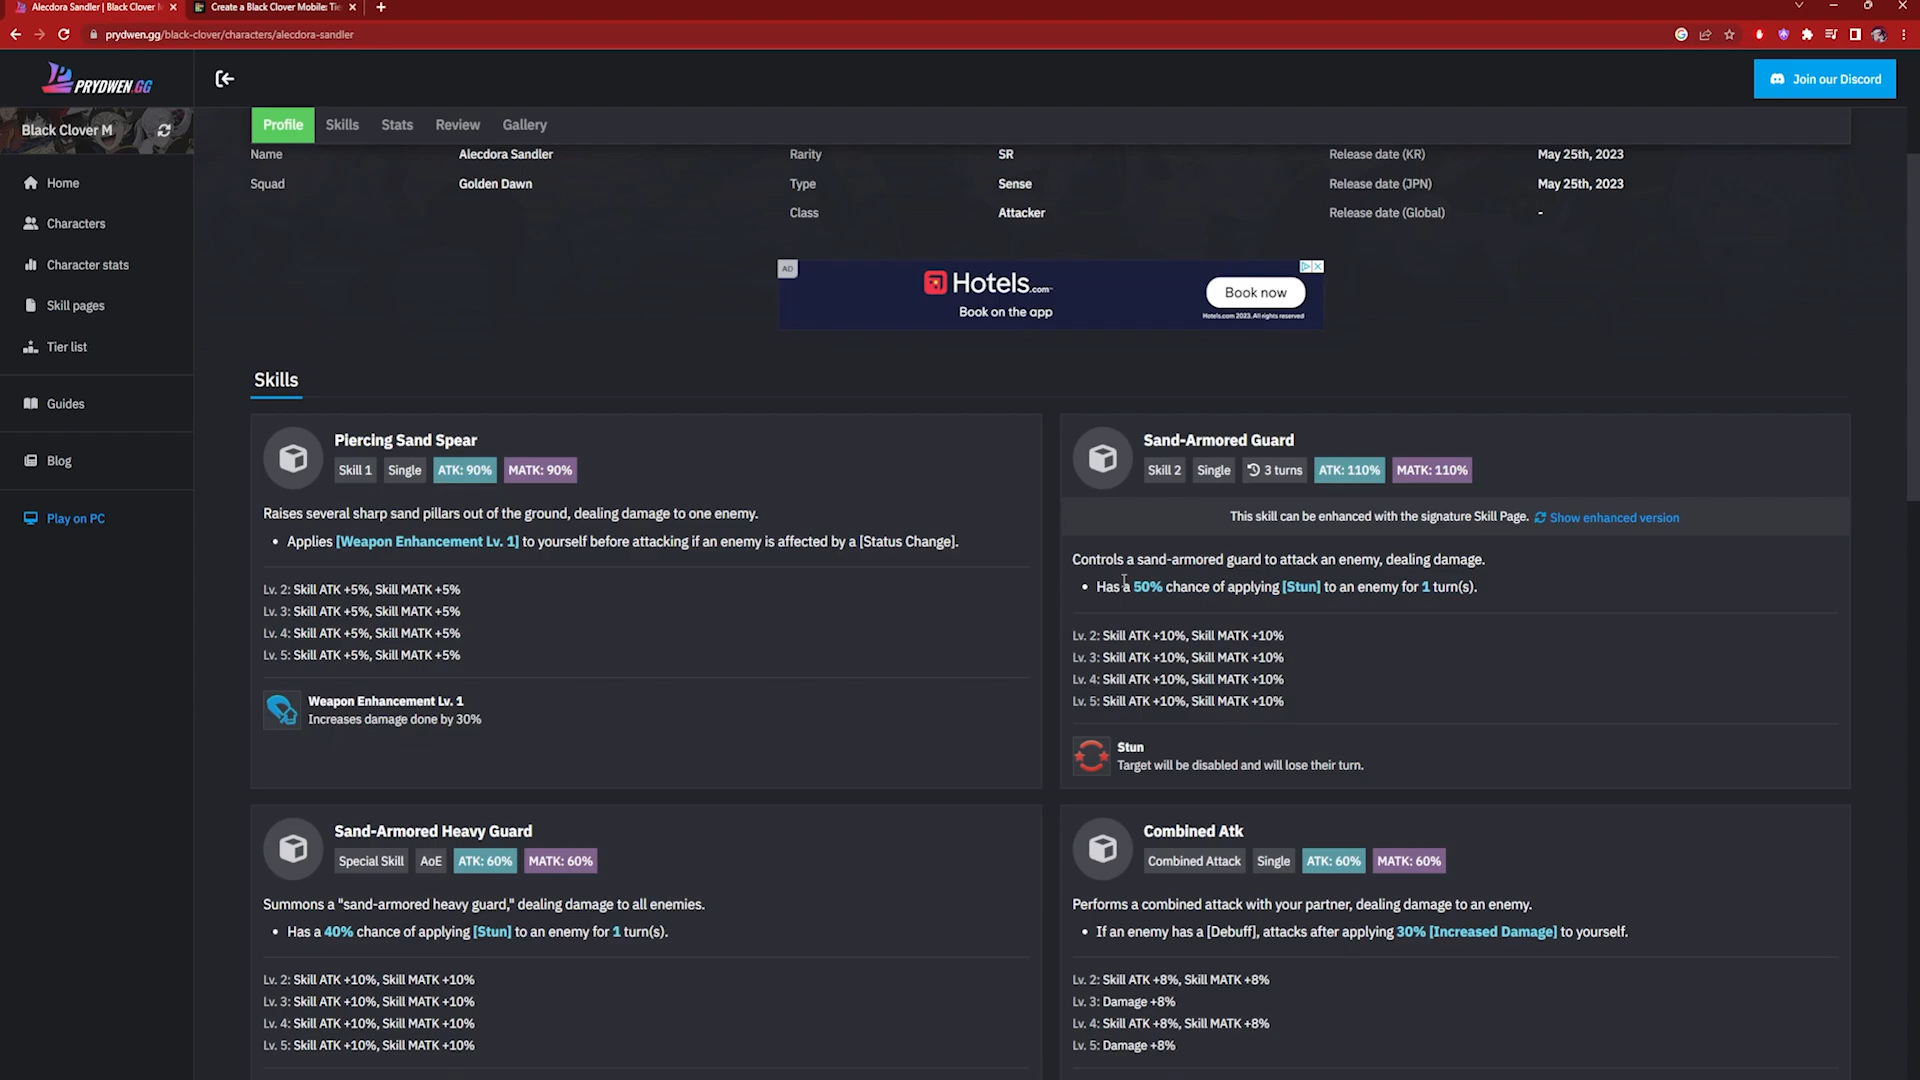 Alecdora Sandler | Black Clover M
Create a Black Clover Mobile: Tie
prydwen.gg/black-clover/characters/alecdora-sandler
PRYDWEN.GG
Join our Discord
Black Clover M
Profile
Skills
Stats
Review
Gallery
Name
Alecdora Sandler
Rarity
SR
Release date (KR)
May 25th, 2023
Squad
Golden Dawn
Type
Sense
Release date (JPN)
May 25th, 2023
Class
Attacker
Release date (Global)
-
Home
Characters
Character stats
Skill pages
Tier list
Guides
Blog
Play on PC
AD
Hotels.com
Book on the app
Book now
Hotels.com 2023. All rights reserved
Skills
Piercing Sand Spear
Skill 1 Single ATK: 90% MATK: 90%
Raises several sharp sand pillars out of the ground, dealing damage to one enemy.
• Applies [Weapon Enhancement Lv. 1] to yourself before attacking if an enemy is affected by a [Status Change].
Lv. 2: Skill ATK +5%, Skill MATK +5%
Lv. 3: Skill ATK +5%, Skill MATK +5%
Lv. 4: Skill ATK +5%, Skill MATK +5%
Lv. 5: Skill ATK +5%, Skill MATK +5%
Weapon Enhancement Lv. 1
Increases damage done by 30%
Sand-Armored Guard
Skill 2 Single 3 turns ATK: 110% MATK: 110%
This skill can be enhanced with the signature Skill Page. Show enhanced version
Controls a sand-armored guard to attack an enemy, dealing damage.
• Has a 50% chance of applying [Stun] to an enemy for 1 turn(s).
Lv. 2: Skill ATK +10%, Skill MATK +10%
Lv. 3: Skill ATK +10%, Skill MATK +10%
Lv. 4: Skill ATK +10%, Skill MATK +10%
Lv. 5: Skill ATK +10%, Skill MATK +10%
Stun
Target will be disabled and will lose their turn.
Sand-Armored Heavy Guard
Special Skill AoE ATK: 60% MATK: 60%
Summons a "sand-armored heavy guard," dealing damage to all enemies.
• Has a 40% chance of applying [Stun] to an enemy for 1 turn(s).
Lv. 2: Skill ATK +10%, Skill MATK +10%
Lv. 3: Skill ATK +10%, Skill MATK +10%
Lv. 4: Skill ATK +10%, Skill MATK +10%
Lv. 5: Skill ATK +10%, Skill MATK +10%
Combined Atk
Combined Attack Single ATK: 60% MATK: 60%
Performs a combined attack with your partner, dealing damage to an enemy.
• If an enemy has a [Debuff], attacks after applying 30% [Increased Damage] to yourself.
Lv. 2: Skill ATK +8%, Skill MATK +8%
Lv. 3: Damage +8%
Lv. 4: Skill ATK +8%, Skill MATK +8%
Lv. 5: Damage +8%